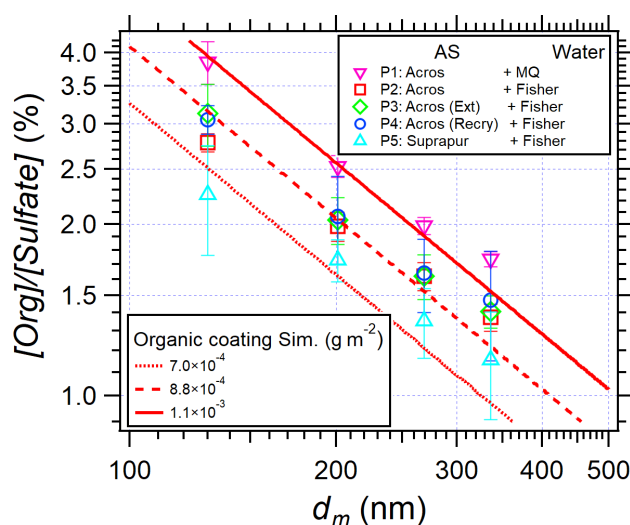 [Org]/[Sulfate] (%)
4.0
3.5
3.0
2.5
2.0
1.5
1.0
AS Water
P1: Acros + MQ
P2: Acros + Fisher
P3: Acros (Ext) + Fisher
P4: Acros (Recry) + Fisher
P5: Suprapur + Fisher
Organic coating Sim. (g m⁻²)
7.0×10⁻⁴
8.8×10⁻⁴
1.1×10⁻³
100 200 300 400 500
dₘ (nm)